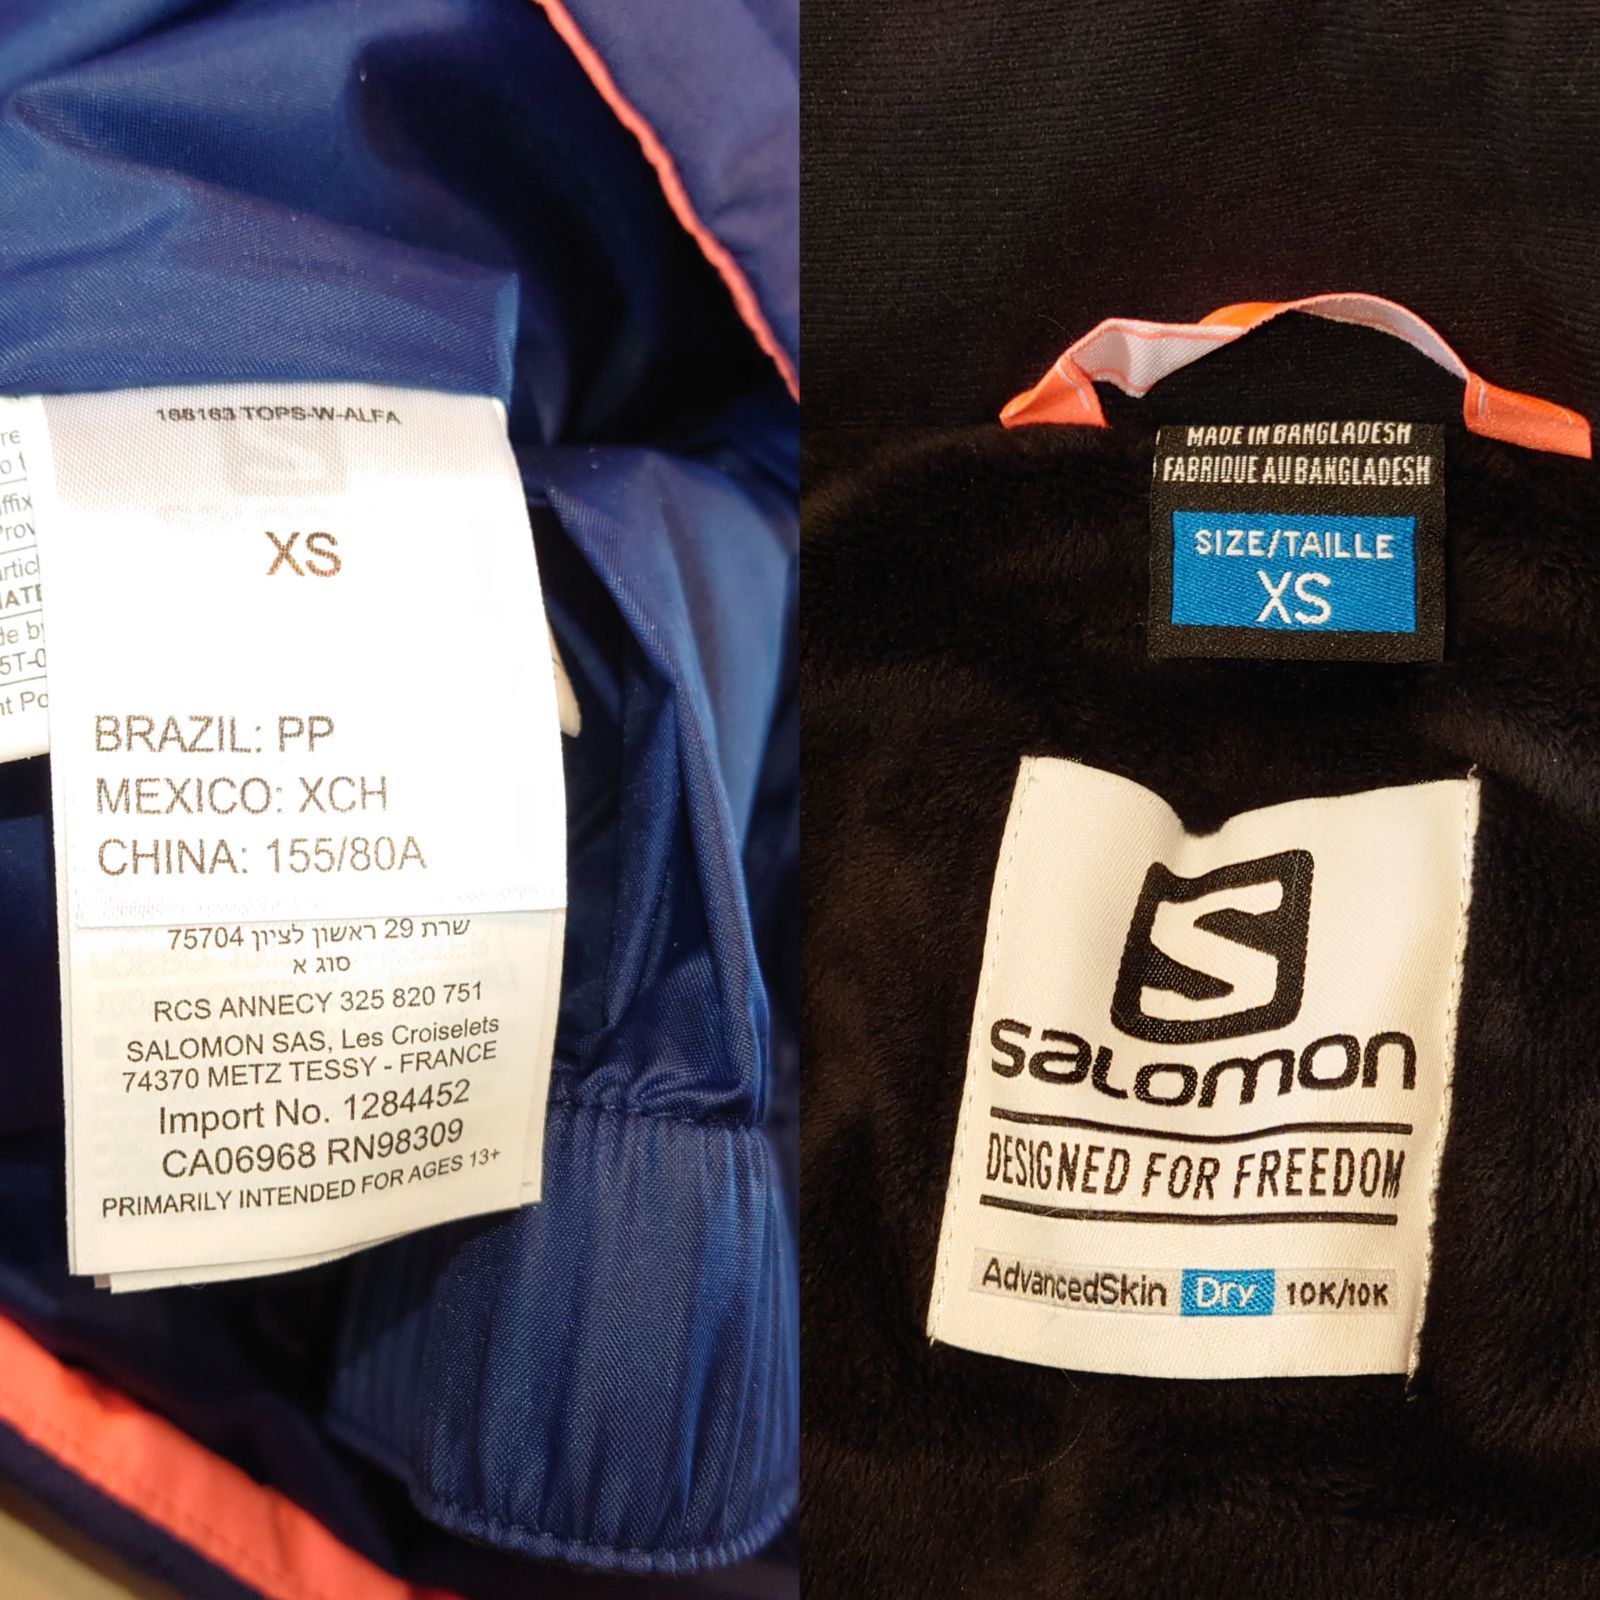 168163 TOPS-W-ALFA
XS
BRAZIL: PP
MEXICO: XCH
CHINA: 155/80A
שרת 29 ראשון לציון 75704
סוג א
RCS ANNECY 325 820 751
SALOMON SAS, Les Croiselets
74370 METZ TESSY - FRANCE
Import No. 1284452
CA06968 RN98309
PRIMARILY INTENDED FOR AGES 13+
MADE IN BANGLADESH
FABRIQUE AU BANGLADESH
SIZE/TAILLE
XS
S
salomon
DESIGNED FOR FREEDOM
AdvancedSkin Dry 10K/10K